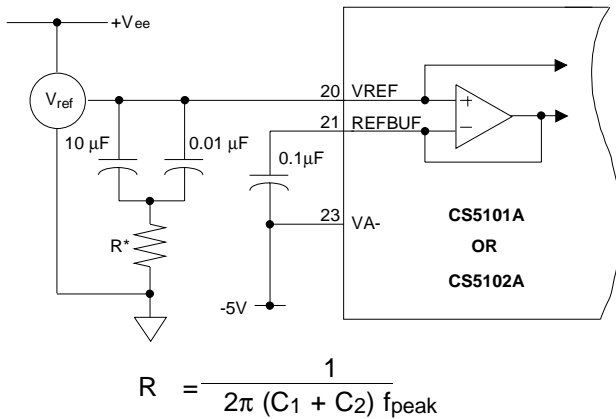 +Vee
Vref
20 VREF
21 REFBUF
10 µF
0.01 µF
0.1µF
23 VA-
R*
-5V
CS5101A
OR
CS5102A
+
–
R = 1
2π (C1 + C2) fpeak